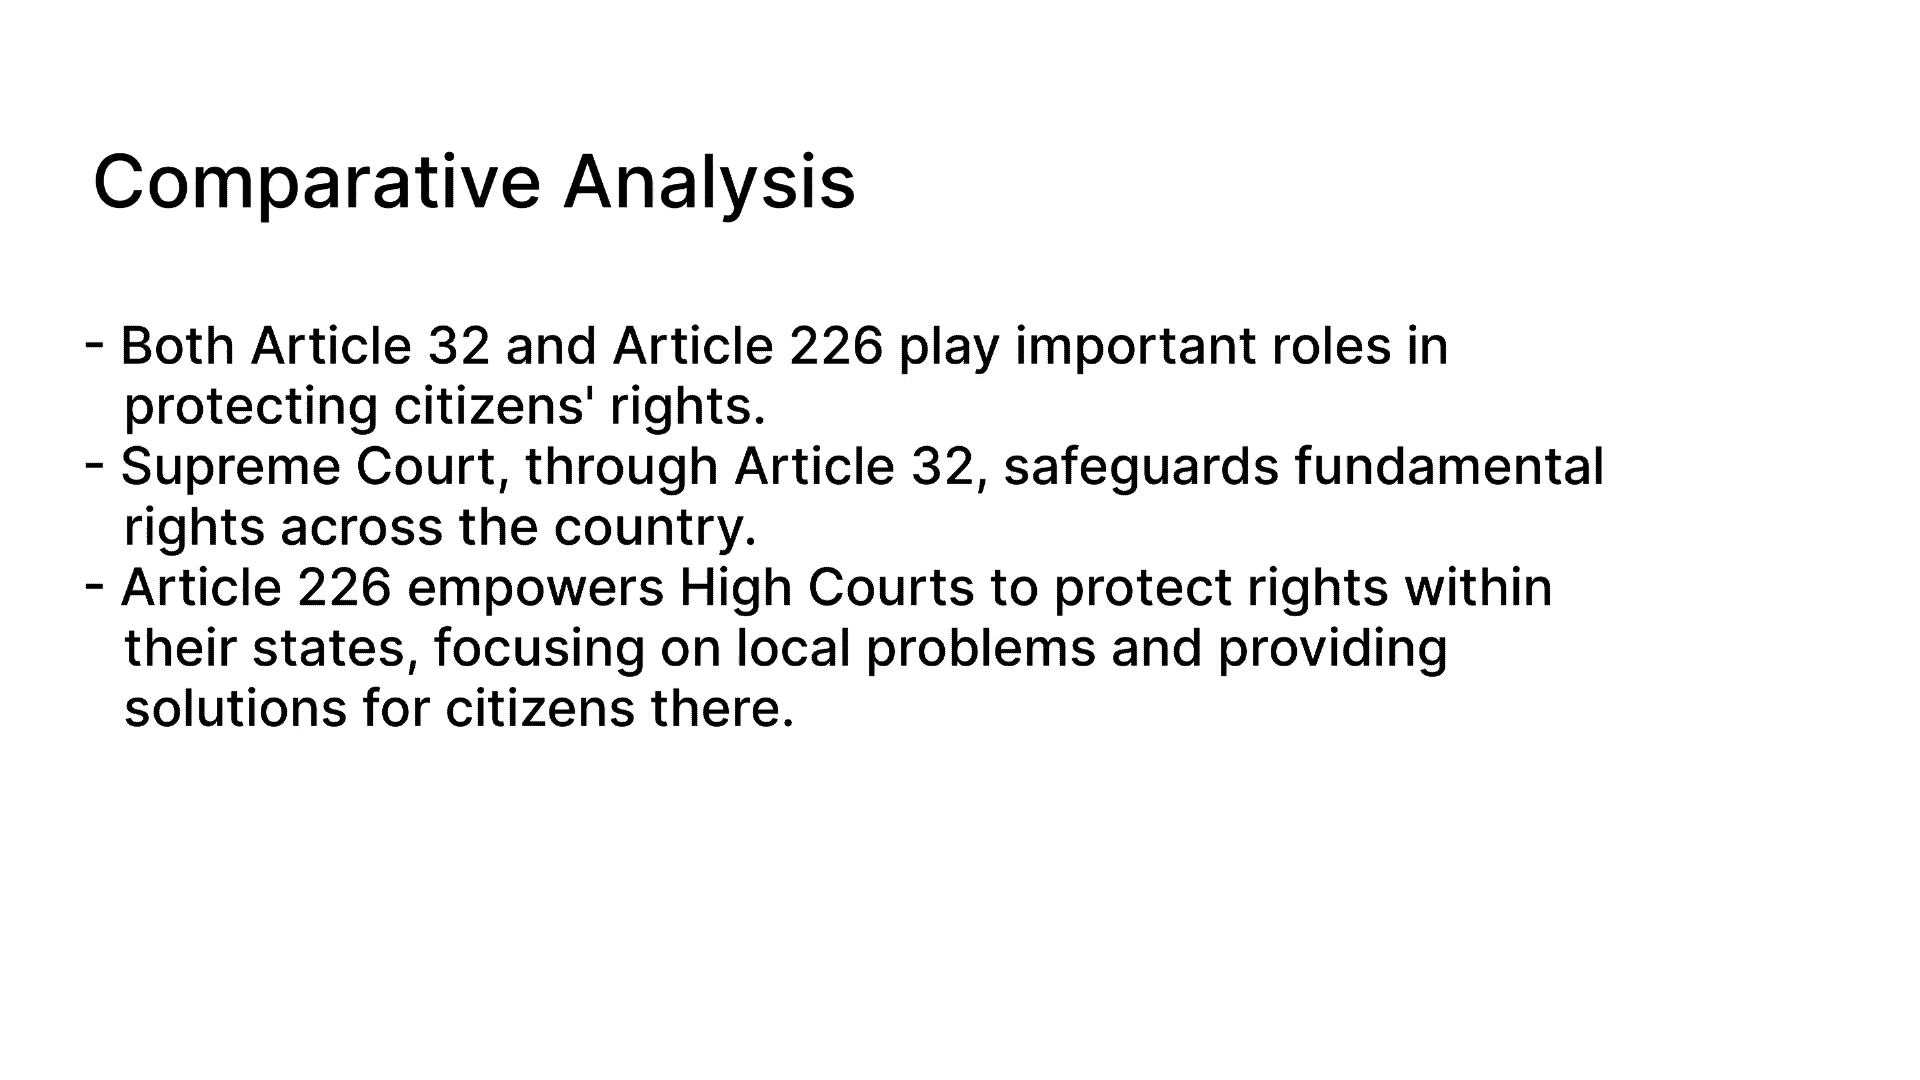 Comparative Analysis
- Both Article 32 and Article 226 play important roles in
protecting citizens' rights.
- Supreme Court, through Article 32, safeguards fundamental
rights across the country.
- Article 226 empowers High Courts to protect rights within
their states, focusing on local problems and providing
solutions for citizens there.